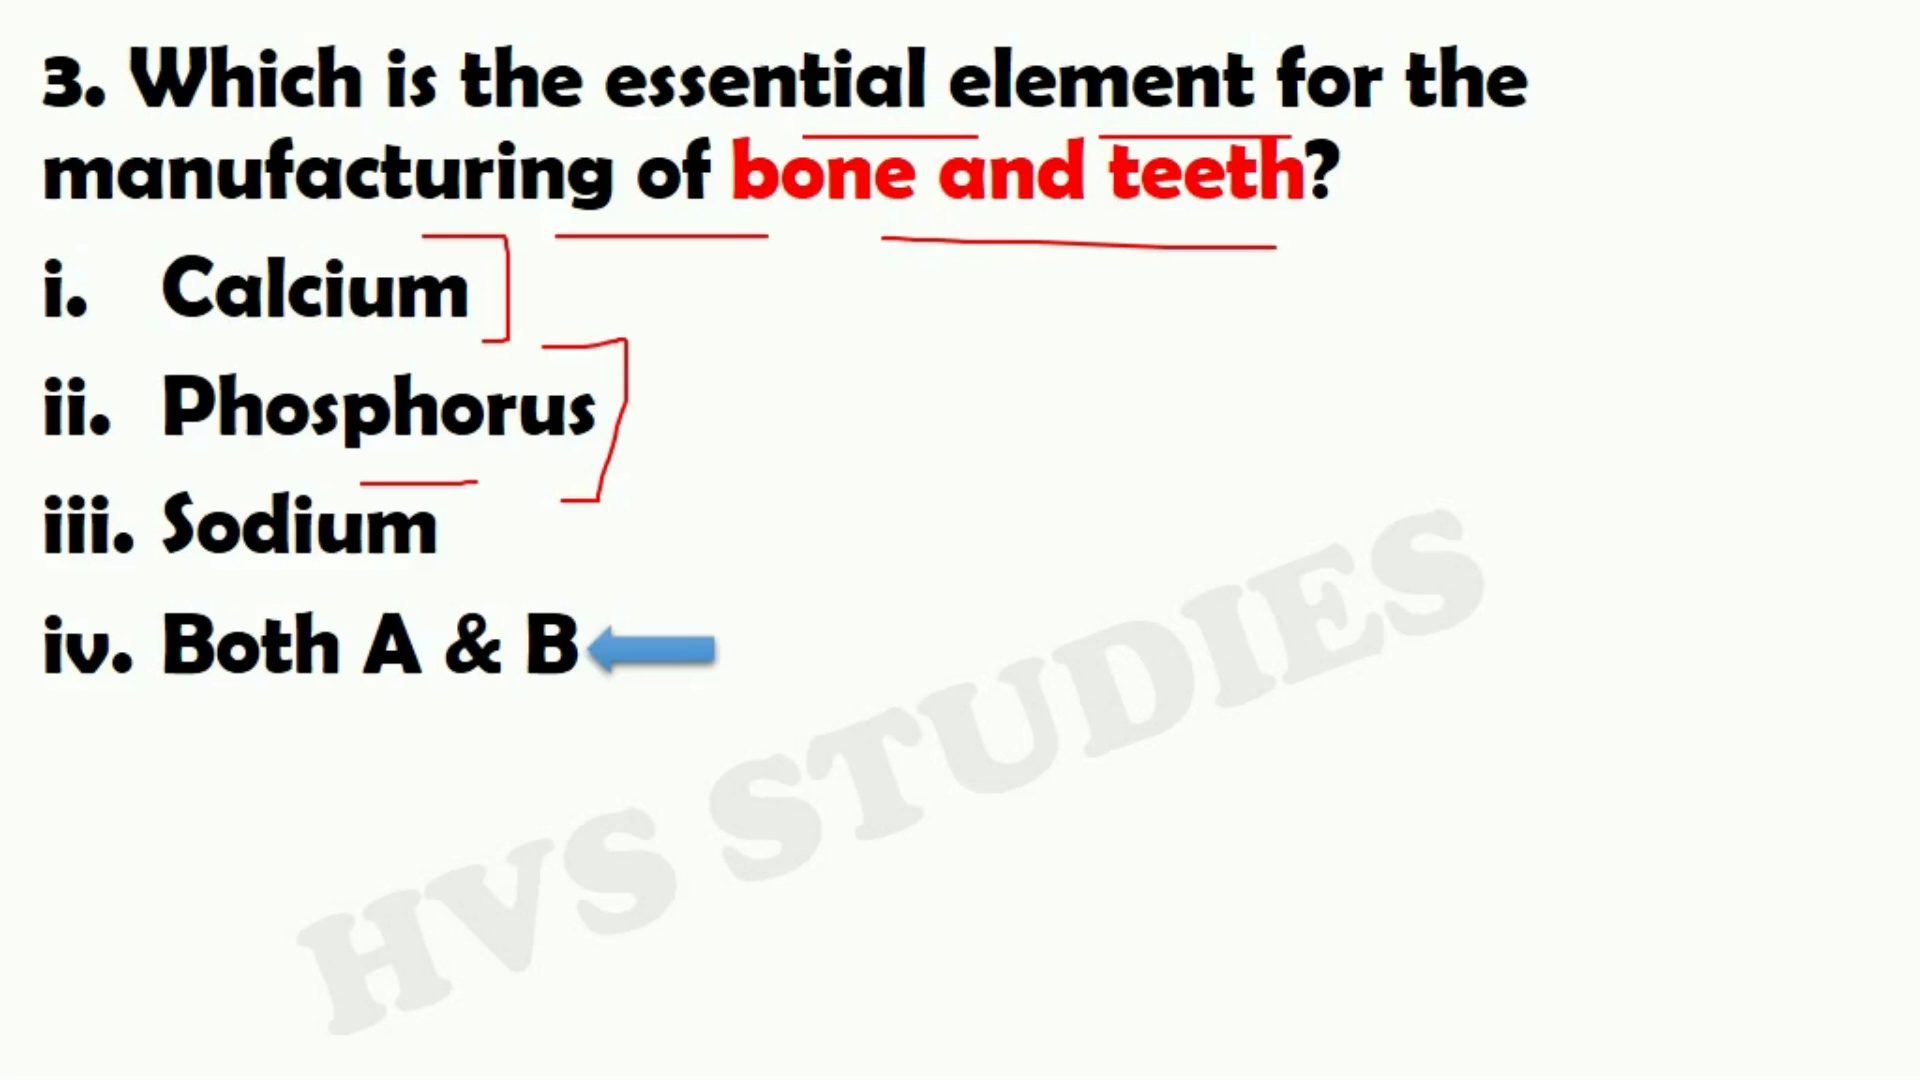 3. Which is the essential element for the
manufacturing of bone and teeth?
i. Calcium
ii. Phosphorus
iii. Sodium
iv. Both A & B
HVS STUDIES